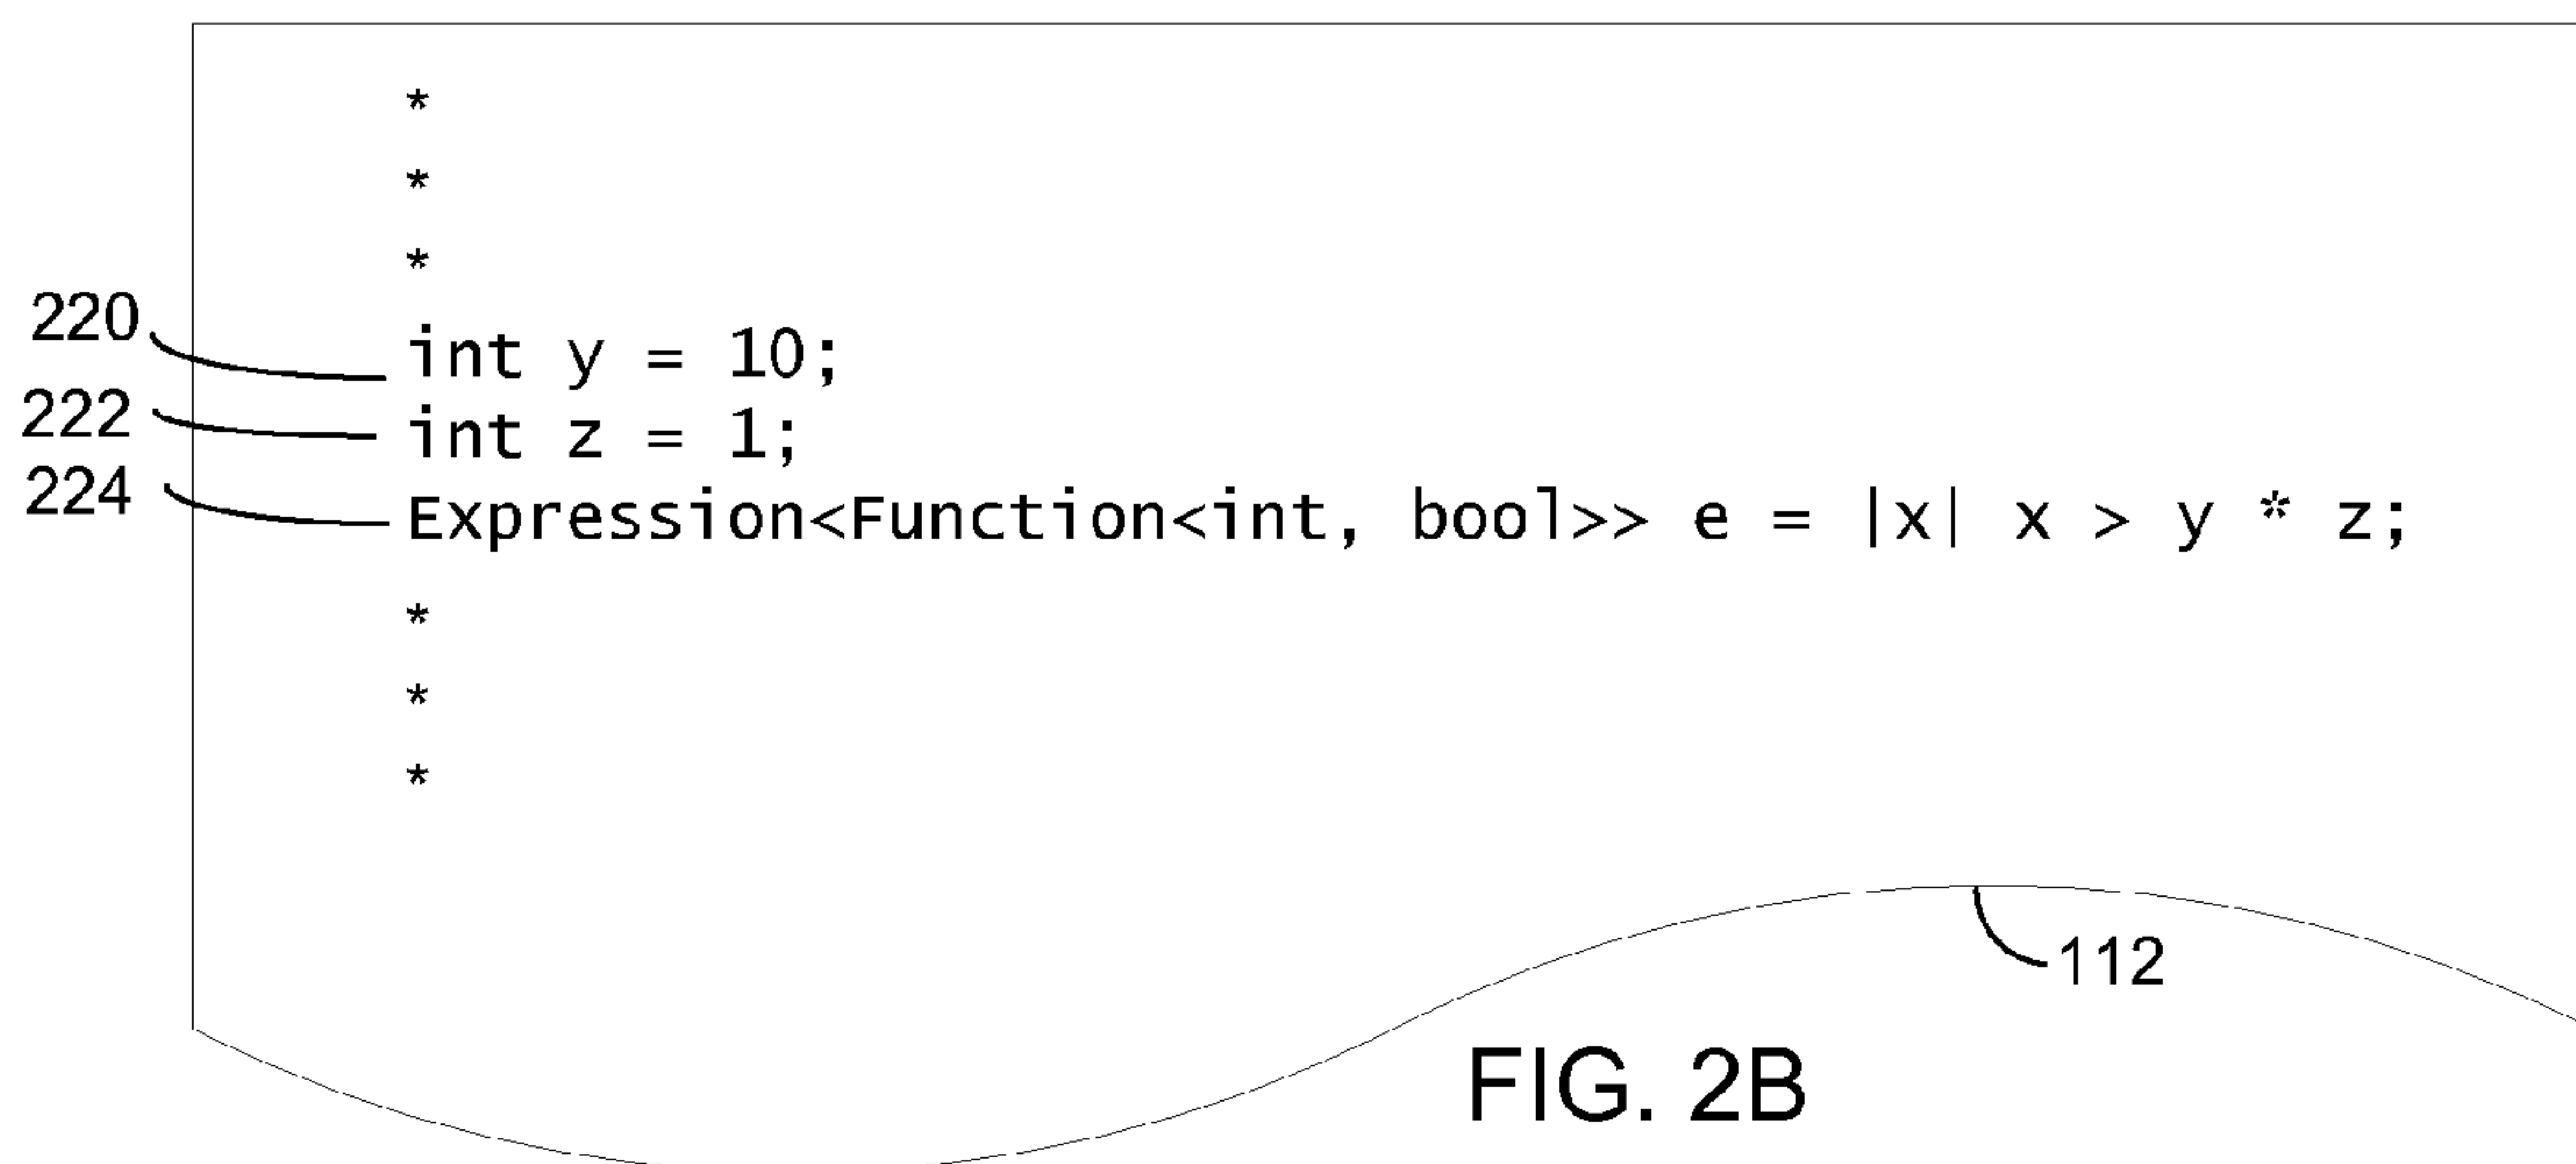 *
*
*
220 int y = 10;
222 int z = 1;
224 Expression<Function<int, bool>> e = |x| x > y * z;
*
*
*
112
FIG. 2B